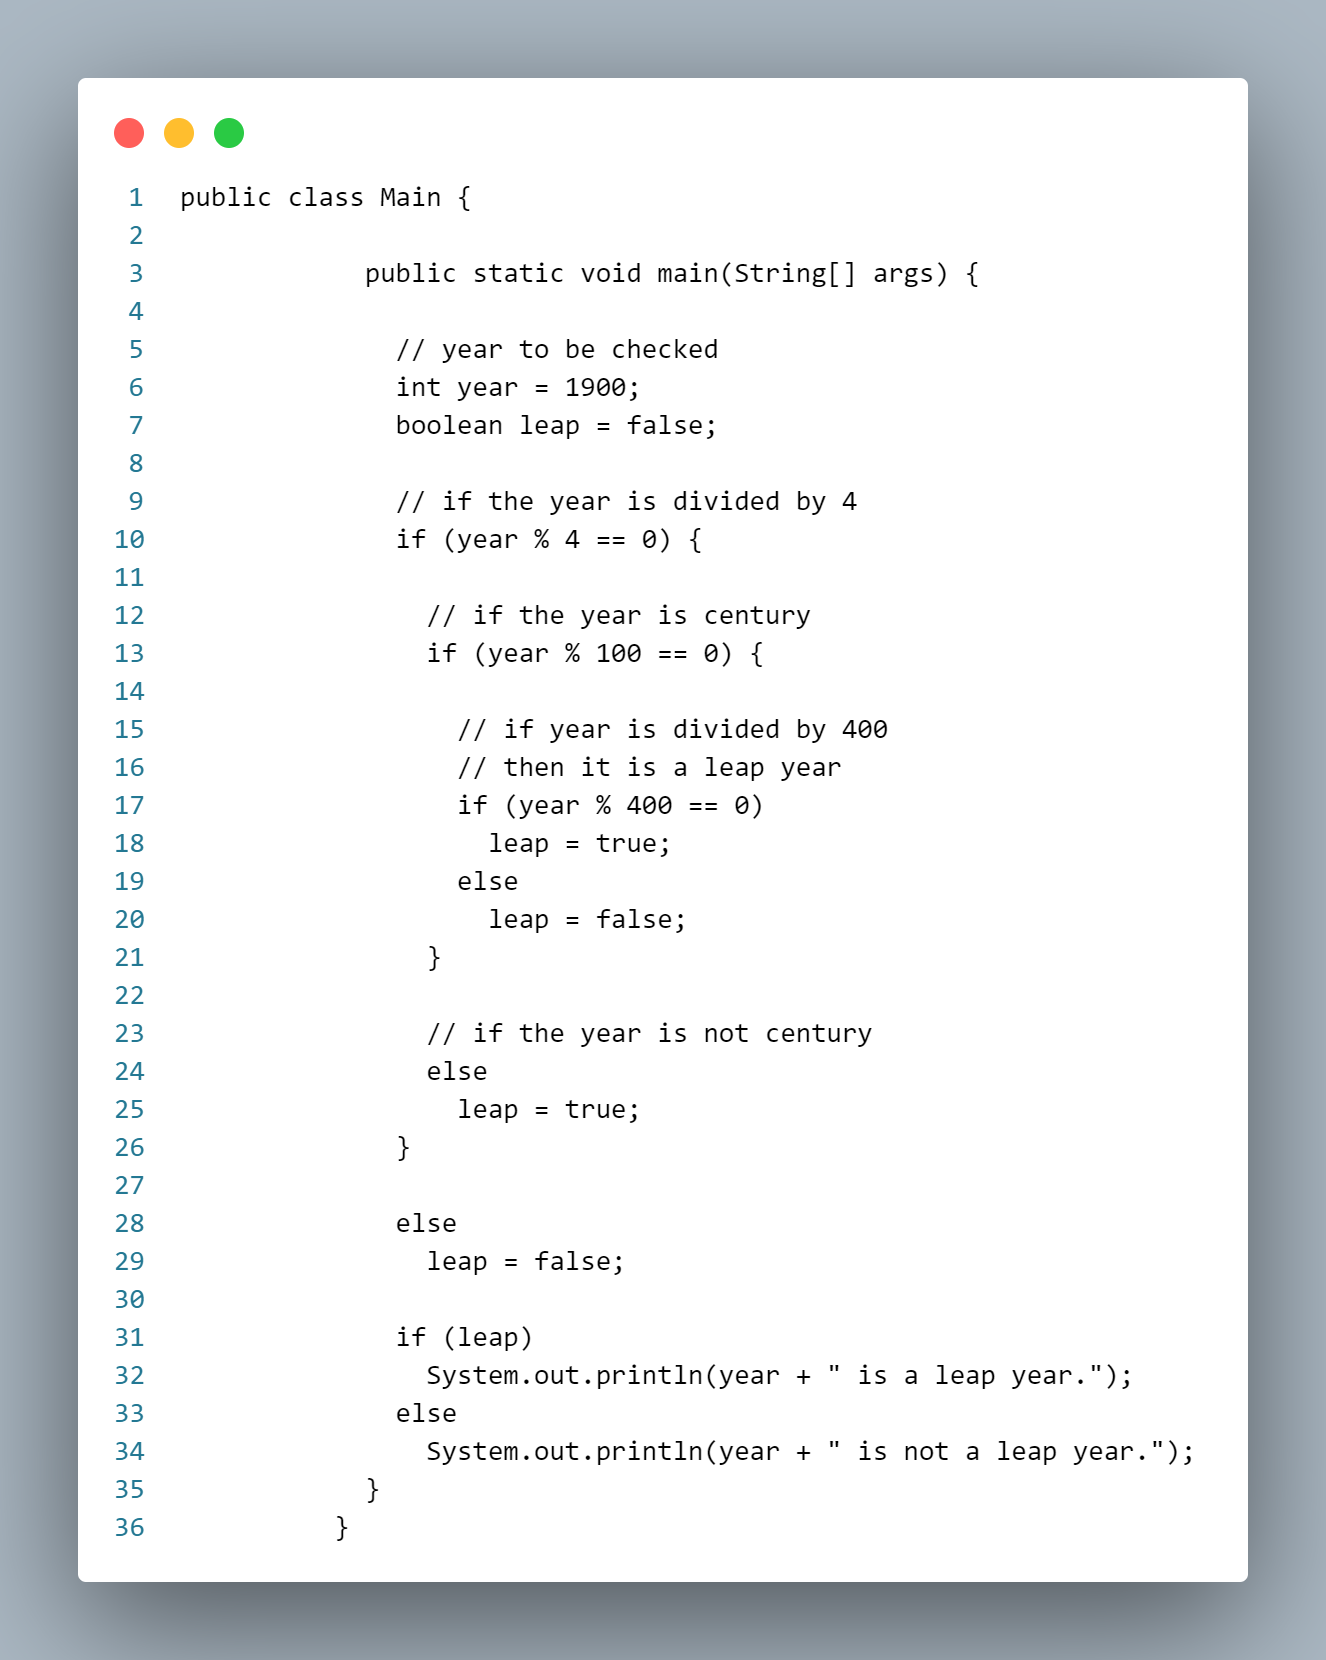 1 public class Main {
2
3 public static void main(String[] args) {
4
5 // year to be checked
6 int year = 1900;
7 boolean leap = false;
8
9 // if the year is divided by 4
10 if (year % 4 == 0) {
11
12 // if the year is century
13 if (year % 100 == 0) {
14
15 // if year is divided by 400
16 // then it is a leap year
17 if (year % 400 == 0)
18 leap = true;
19 else
20 leap = false;
21 }
22
23 // if the year is not century
24 else
25 leap = true;
26 }
27
28 else
29 leap = false;
30
31 if (leap)
32 System.out.println(year + " is a leap year.");
33 else
34 System.out.println(year + " is not a leap year.");
35 }
36 }